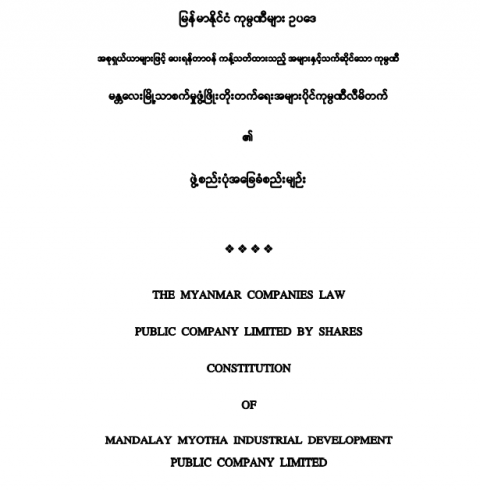 မြန်မာနိုင်ငံ ကုမ္ပဏီများ ဥပဒေ
အစုရှယ်ယာများဖြင့် ပေးရန်တာဝန် ကန့်သတ်ထားသည့် အများနှင့်သက်ဆိုင်သော ကုမ္ပဏီ
မန္တလေးမြို့သာစက်မှုဖွံ့ဖြိုးတိုးတက်ရေးအများပိုင်ကုမ္ပဏီလီမိတက်
၏
ဖွဲ့စည်းပုံအခြေခံစည်းမျဉ်း
❖ ❖ ❖ ❖
THE MYANMAR COMPANIES LAW
PUBLIC COMPANY LIMITED BY SHARES
CONSTITUTION
OF
MANDALAY MYOTHA INDUSTRIAL DEVELOPMENT
PUBLIC COMPANY LIMITED